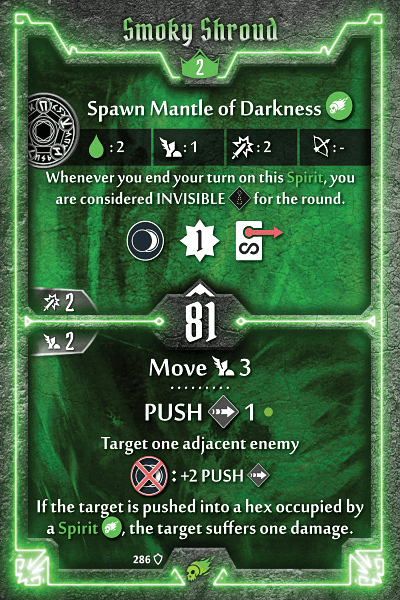 Smoky Shroud
2
Spawn Mantle of Darkness
: 2 : 1 : 2 : -
Whenever you end your turn on this Spirit, you
are considered INVISIBLE for the round.
1
2
81
2
Move 3
PUSH 1
Target one adjacent enemy
: +2 PUSH
If the target is pushed into a hex occupied by
a Spirit , the target suffers one damage.
286